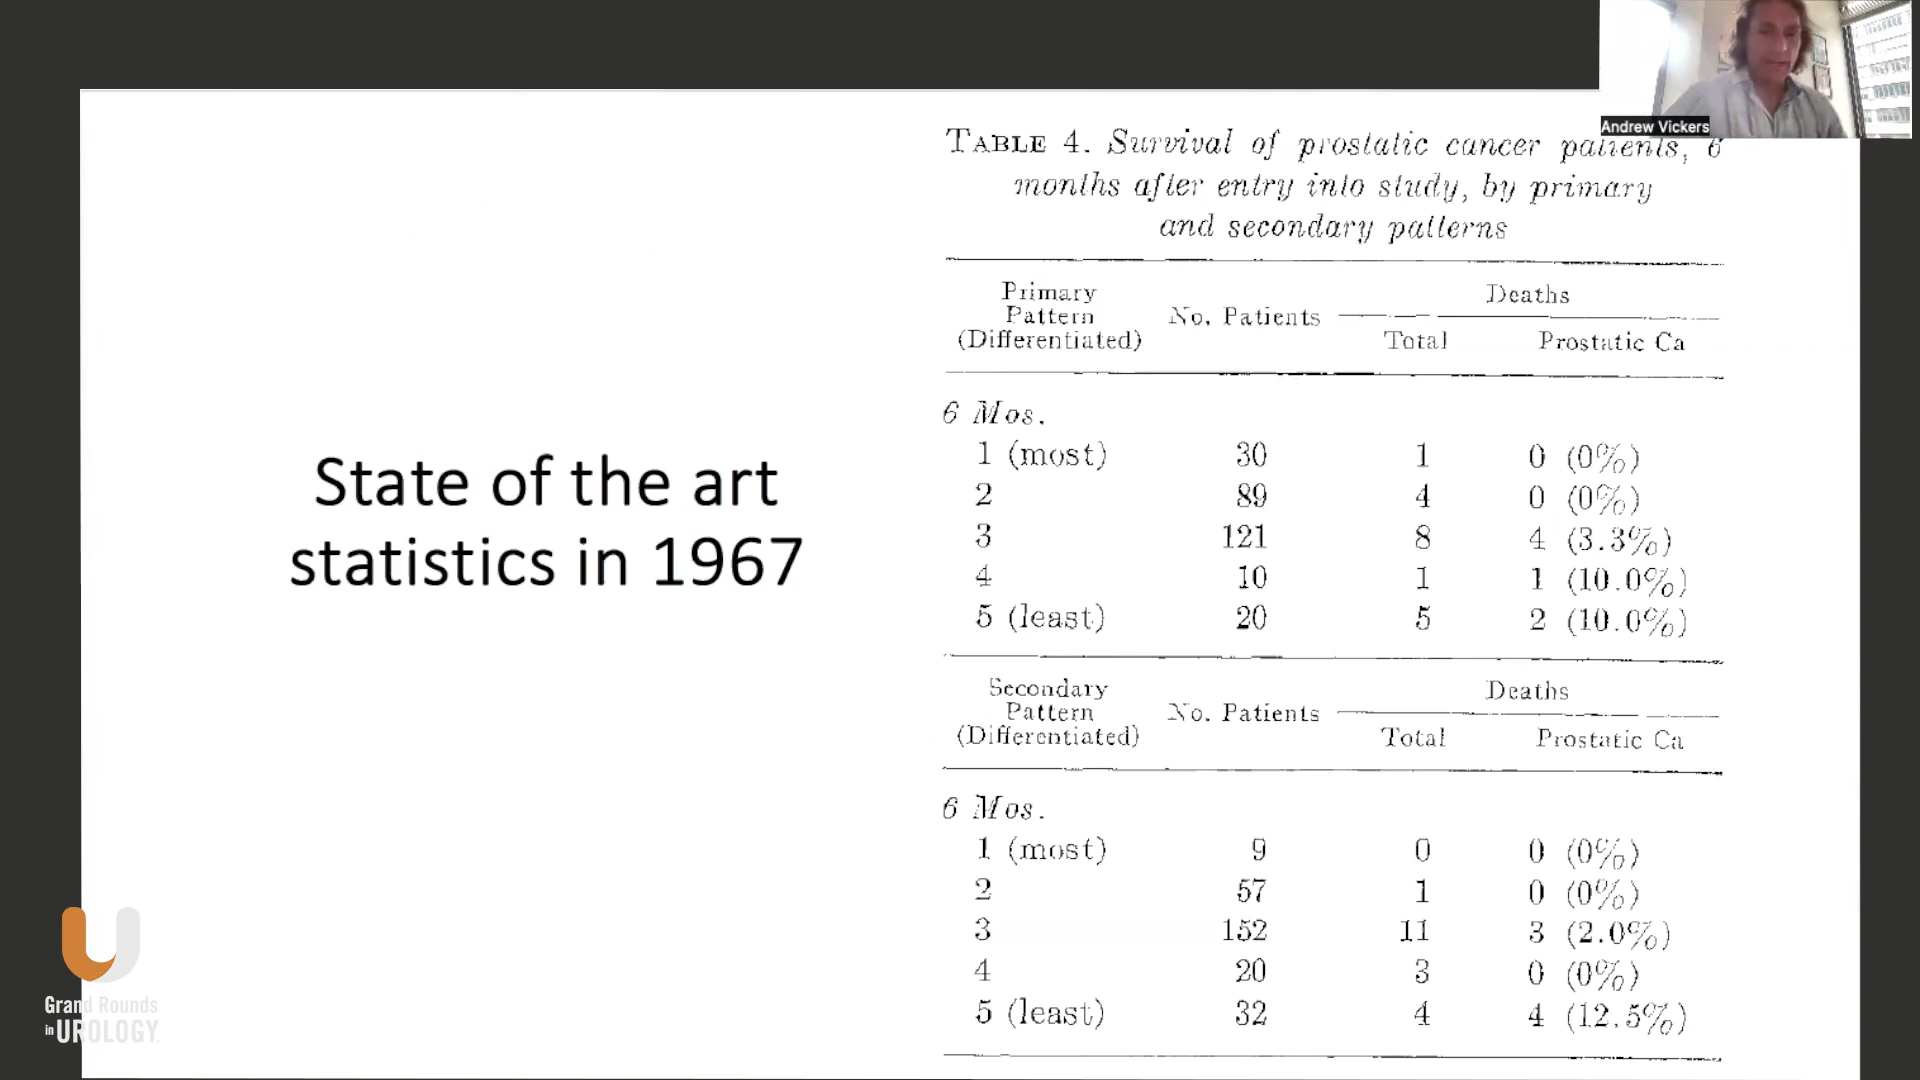 Andrew Vickers
State of the art
statistics in 1967
TABLE 4. Survival of prostatic cancer patients, 6
months after entry into study, by primary
and secondary patterns
Primary
Pattern
(Differentiated)
No. Patients
Deaths
Total
Prostatic Ca
6 Mos.
1 (most) 30 1 0 (0%)
2 89 4 0 (0%)
3 121 8 4 (3.3%)
4 10 1 1 (10.0%)
5 (least) 20 5 2 (10.0%)
Secondary
Pattern
(Differentiated)
No. Patients
Deaths
Total
Prostatic Ca
6 Mos.
1 (most) 9 0 0 (0%)
2 57 1 0 (0%)
3 152 11 3 (2.0%)
4 20 3 0 (0%)
5 (least) 32 4 4 (12.5%)
U
Grand Rounds
in UROLOGY